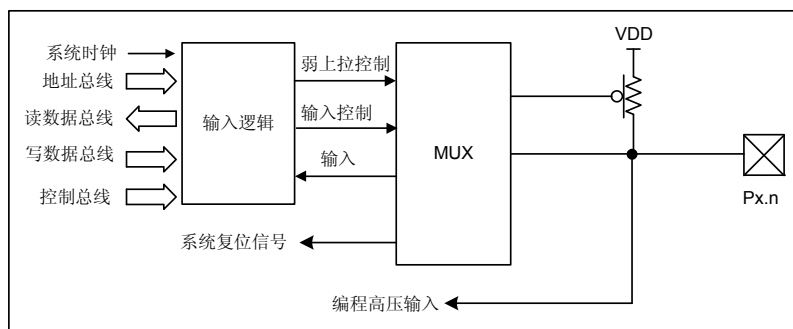 VDD
系统时钟
弱上拉控制
地址总线
读数据总线
输入控制
输入逻辑
写数据总线
输入
MUX
控制总线
Px.n
系统复位信号
编程高压输入